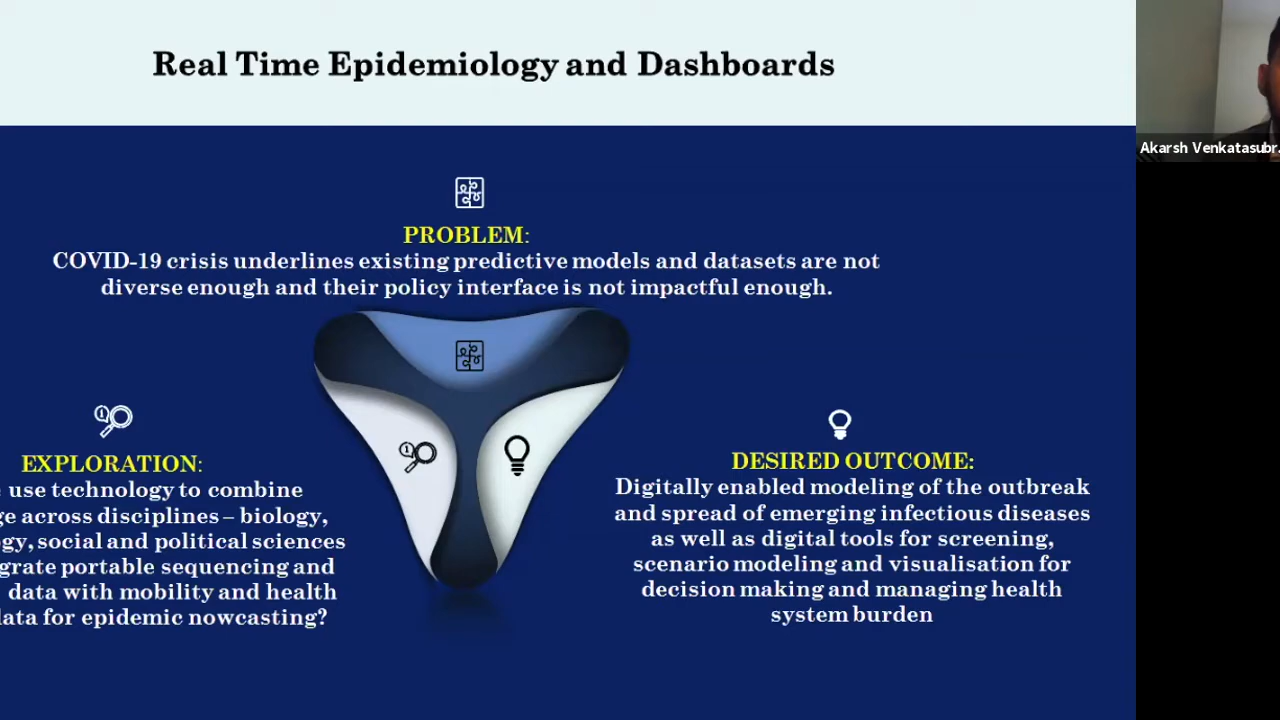 Real Time Epidemiology and Dashboards
Akarsh Venkatasubr.
PROBLEM:
COVID-19 crisis underlines existing predictive models and datasets are not
diverse enough and their policy interface is not impactful enough.
EXPLORATION:
use technology to combine
across disciplines – biology,
social and political sciences
portable sequencing and
data with mobility and health
for epidemic nowcasting?
DESIRED OUTCOME:
Digitally enabled modeling of the outbreak
and spread of emerging infectious diseases
as well as digital tools for screening,
scenario modeling and visualisation for
decision making and managing health
system burden